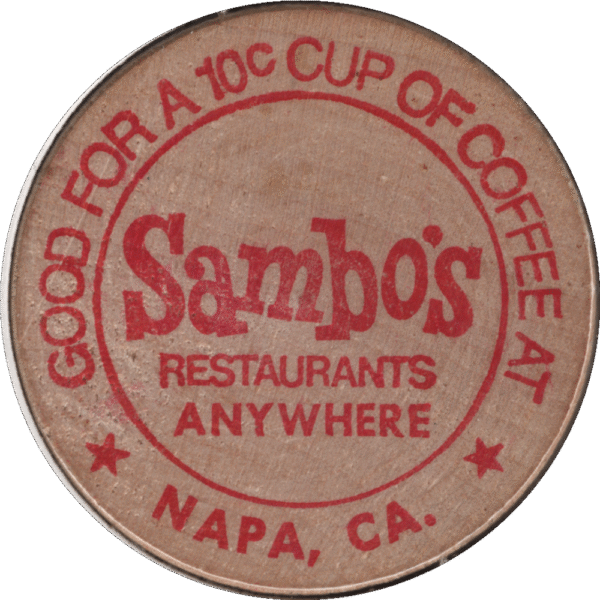 GOOD FOR A 10c CUP OF COFFEE AT
Sambo's
RESTAURANTS
ANYWHERE
NAPA, CA.